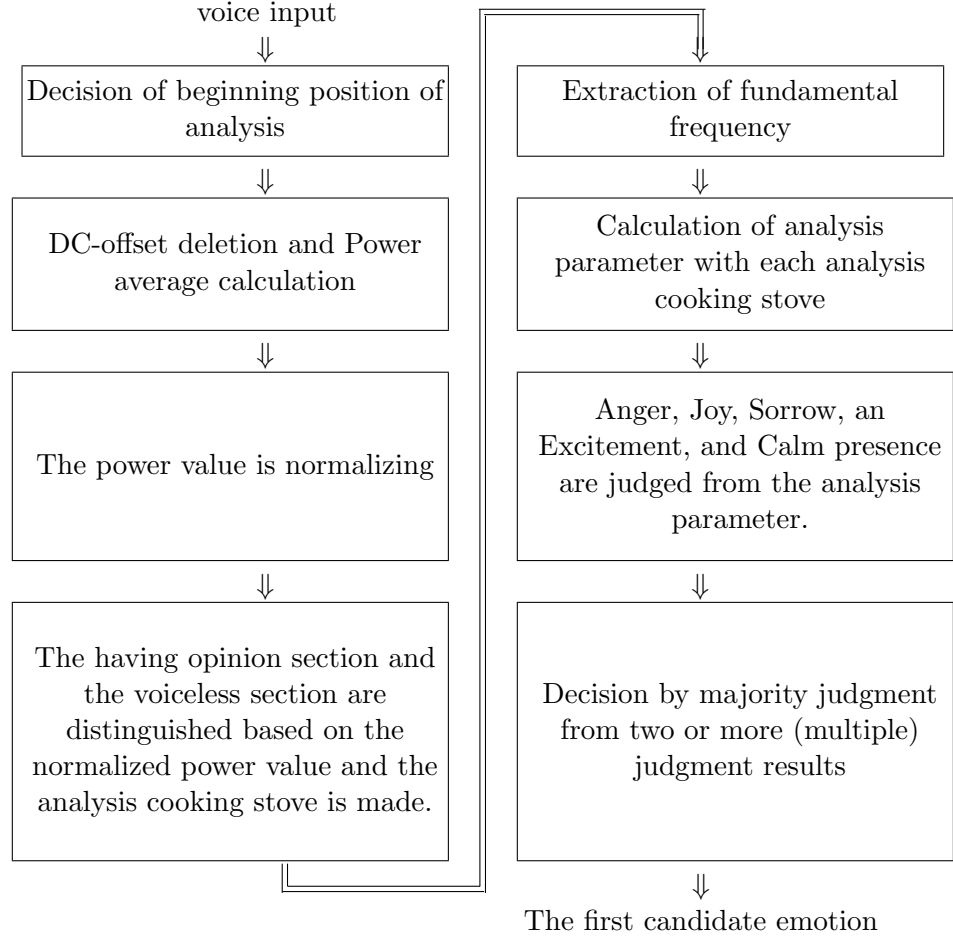 voice input
Decision of beginning position of
analysis
DC-offset deletion and Power
average calculation
The power value is normalizing
The having opinion section and
the voiceless section are
distinguished based on the
normalized power value and the
analysis cooking stove is made.
Extraction of fundamental
frequency
Calculation of analysis
parameter with each analysis
cooking stove
Anger, Joy, Sorrow, an
Excitement, and Calm presence
are judged from the analysis
parameter.
Decision by majority judgment
from two or more (multiple)
judgment results
The first candidate emotion